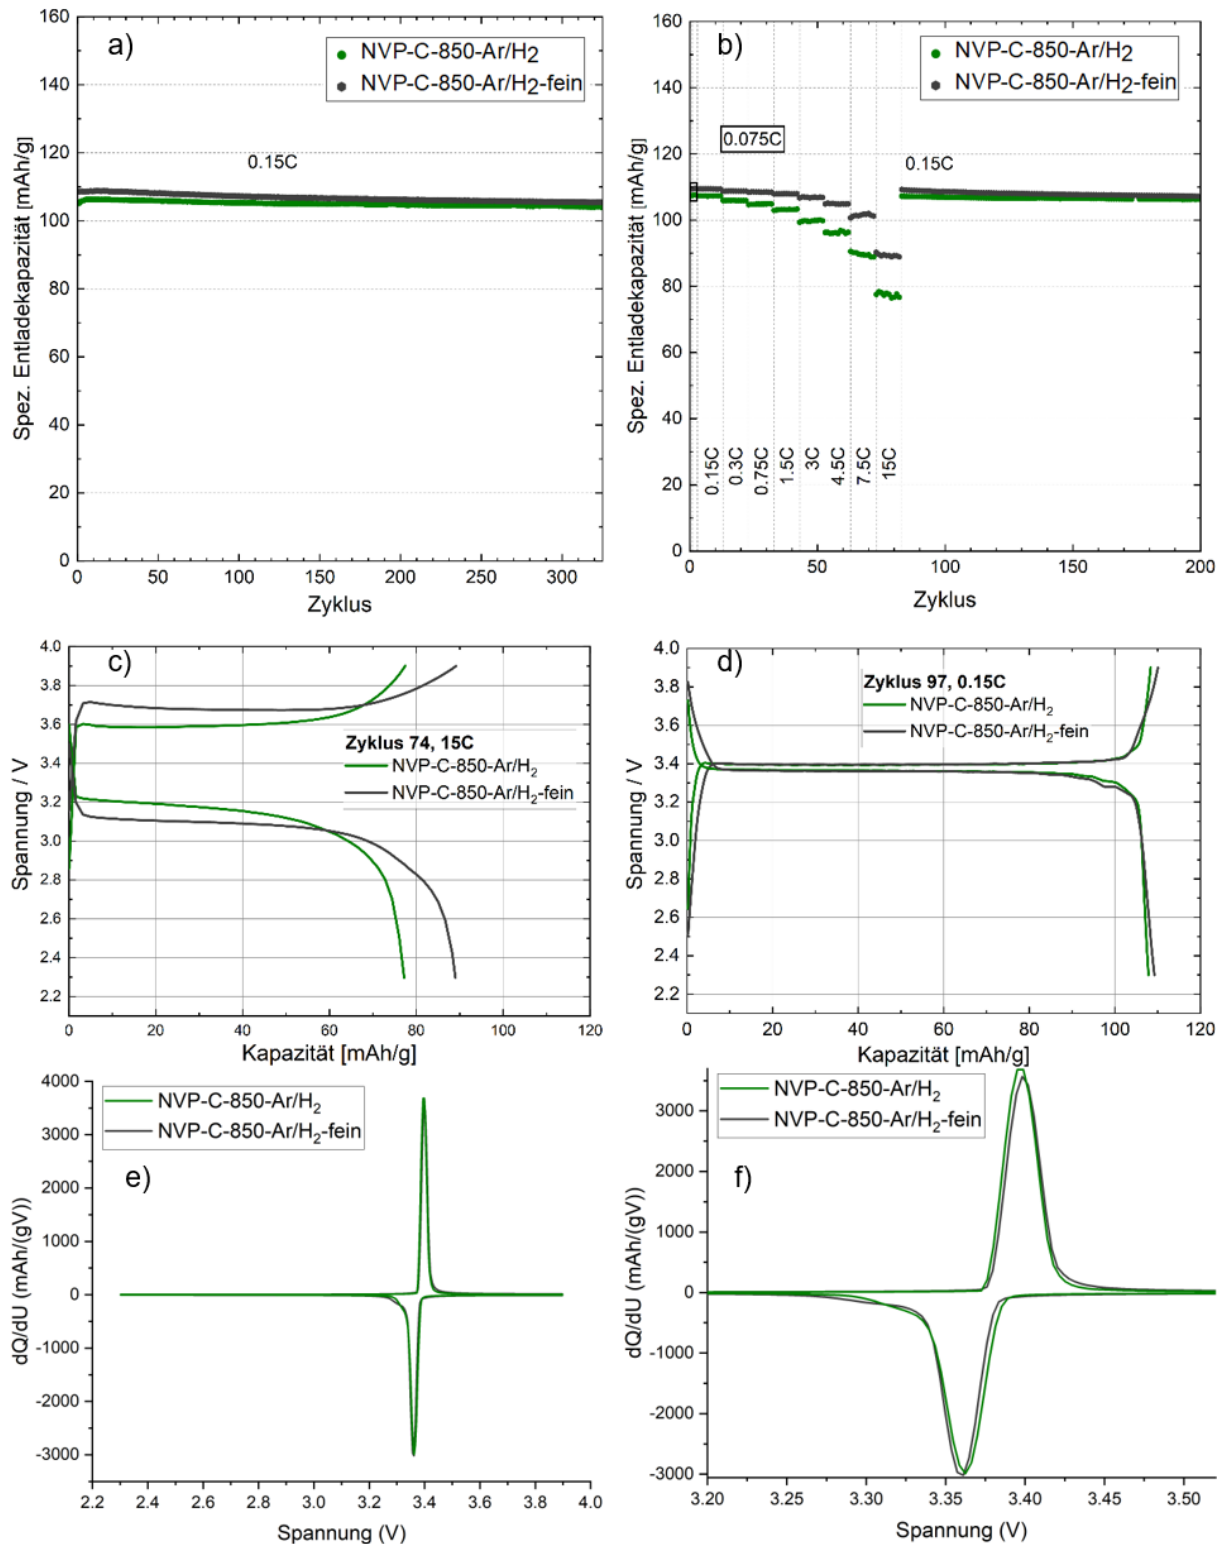 a)
NVP-C-850-Ar/H2
NVP-C-850-Ar/H2-fein
0.15C
Spez. Entladekapazität [mAh/g]
160
140
120
100
80
60
40
20
0
0 50 100 150 200 250 300
Zyklus
b)
NVP-C-850-Ar/H2
NVP-C-850-Ar/H2-fein
0.075C
0.15C
Spez. Entladekapazität [mAh/g]
160
140
120
100
80
60
40
20
0
0.15C
0.3C
0.75C
1.5C
3C
4.5C
7.5C
15C
0 50 100 150 200
Zyklus
c)
Zyklus 74, 15C
NVP-C-850-Ar/H2
NVP-C-850-Ar/H2-fein
Spannung / V
4.0
3.8
3.6
3.4
3.2
3.0
2.8
2.6
2.4
2.2
0 20 40 60 80 100 120
Kapazität [mAh/g]
d)
Zyklus 97, 0.15C
NVP-C-850-Ar/H2
NVP-C-850-Ar/H2-fein
Spannung / V
4.0
3.8
3.6
3.4
3.2
3.0
2.8
2.6
2.4
2.2
0 20 40 60 80 100 120
Kapazität [mAh/g]
NVP-C-850-Ar/H2
NVP-C-850-Ar/H2-fein
e)
dQ/dU (mAh/(gV))
4000
3000
2000
1000
0
-1000
-2000
-3000
2.2 2.4 2.6 2.8 3.0 3.2 3.4 3.6 3.8 4.0
Spannung (V)
NVP-C-850-Ar/H2
NVP-C-850-Ar/H2-fein
f)
dQ/dU (mAh/(gV))
3000
2000
1000
0
-1000
-2000
-3000
3.20 3.25 3.30 3.35 3.40 3.45 3.50
Spannung (V)